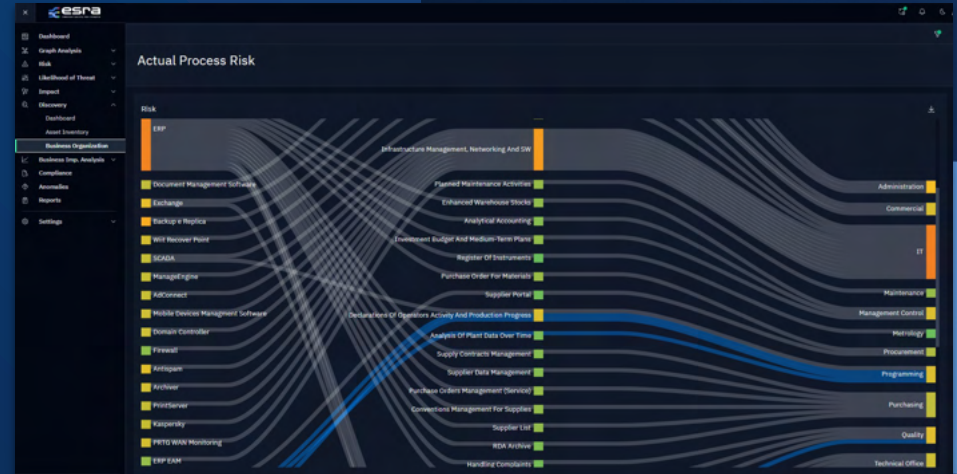 esra
Dashboard
Graph Analysis
Risk
Likelihood of Threat
Impact
Discovery
Dashboard
Asset Inventory
Business Organization
Business Imp. Analysis
Compliance
Anomalies
Reports
Settings
Actual Process Risk
Risk
ERP
Document Management Software
Exchange
Backup e Replica
Recover Point
SCADA
ManageEngine
AdConnect
Mobile Devices Managment Software
Domain Controller
Firewall
Antispam
Archiver
PrintServer
Kaspersky
PRTG WAN Monitoring
ERP EAM
Infrastructure Management, Networking And SW
Planned Maintenance Activities
Enhanced Warehouse Stocks
Analytical Accounting
Investment Budget And Medium-Term Plans
Register Of Instruments
Purchase Order For Materials
Supplier Portal
Declarations Of Operators Activity And Production Progress
Analysis Of Plant Data Over Time
Supply Contracts Management
Supplier Data Management
Purchase Orders Management (Service)
Conventions Management For Supplies
Supplier List
RDA Archive
Handling Complaints
Administration
Commercial
IT
Maintenance
Management Control
Metrology
Procurement
Programming
Purchasing
Quality
Technical Office